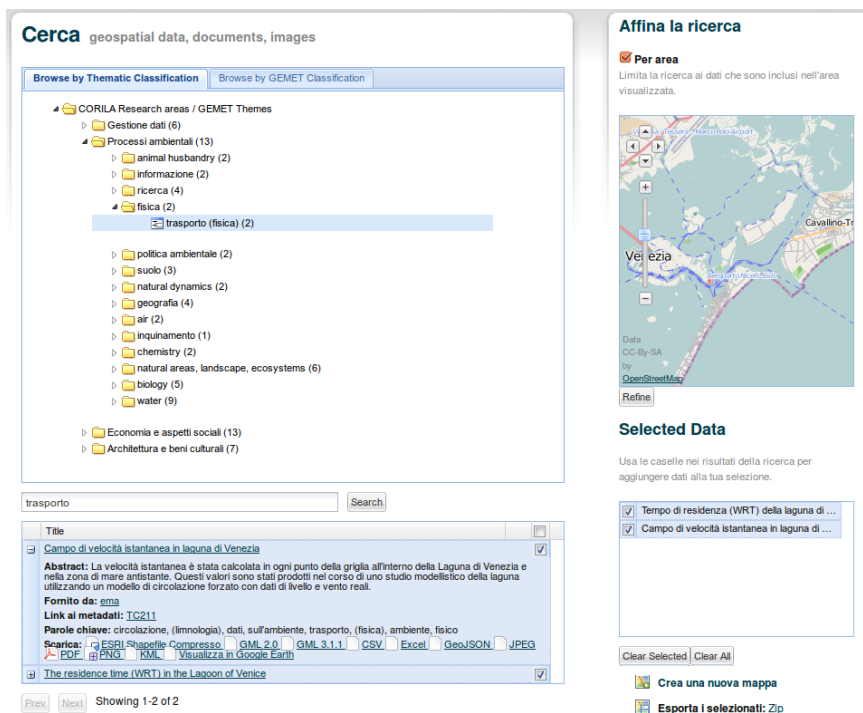 Cerca geospatial data, documents, images
Browse by Thematic Classification
Browse by GEMET Classification
CORILA Research areas / GEMET Themes
Gestione dati (6)
Processi ambientali (13)
animal husbandry (2)
informazione (2)
ricerca (4)
fisica (2)
trasporto (fisica) (2)
politica ambientale (2)
suolo (3)
natural dynamics (2)
geografia (4)
air (2)
inquinamento (1)
chemistry (2)
natural areas, landscape, ecosystems (6)
biology (5)
water (9)
Economia e aspetti sociali (13)
Architettura e beni culturali (7)
trasporto
Search
Title
Campo di velocità istantanea in laguna di Venezia
Abstract: La velocità istantanea è stata calcolata in ogni punto della griglia all'interno della Laguna di Venezia e
nella zona di mare antistante. Questi valori sono stati prodotti nel corso di uno studio modellistico della laguna
utilizzando un modello di circolazione forzato con dati di livello e vento reali.
Fornito da: ema
Link ai metadati: TC211
Parole chiave: circolazione, (limnologia), dati, sull'ambiente, trasporto, (fisica), ambiente, fisico
Scarica: ESRI Shapefile Compresso GML 2.0 GML 3.1.1 CSV Excel GeoJSON JPEG
PDF PNG KML Visualizza in Google Earth
The residence time (WRT) in the Lagoon of Venice
Prev Next Showing 1-2 of 2
Affina la ricerca
Per area
Limita la ricerca ai dati che sono inclusi nell'area
visualizzata.
Tessera - Marco Polo Airport
Cavallino-Tr
Venezia
Aeroporto Nicelli, Lido
Data
CC-By-SA
by
OpenStreetMap
Refine
Selected Data
Usa le caselle nei risultati della ricerca per
aggiungere dati alla tua selezione.
Tempo di residenza (WRT) della laguna di ...
Campo di velocità istantanea in laguna di ...
Clear Selected Clear All
Crea una nuova mappa
Esporta i selezionati: Zip